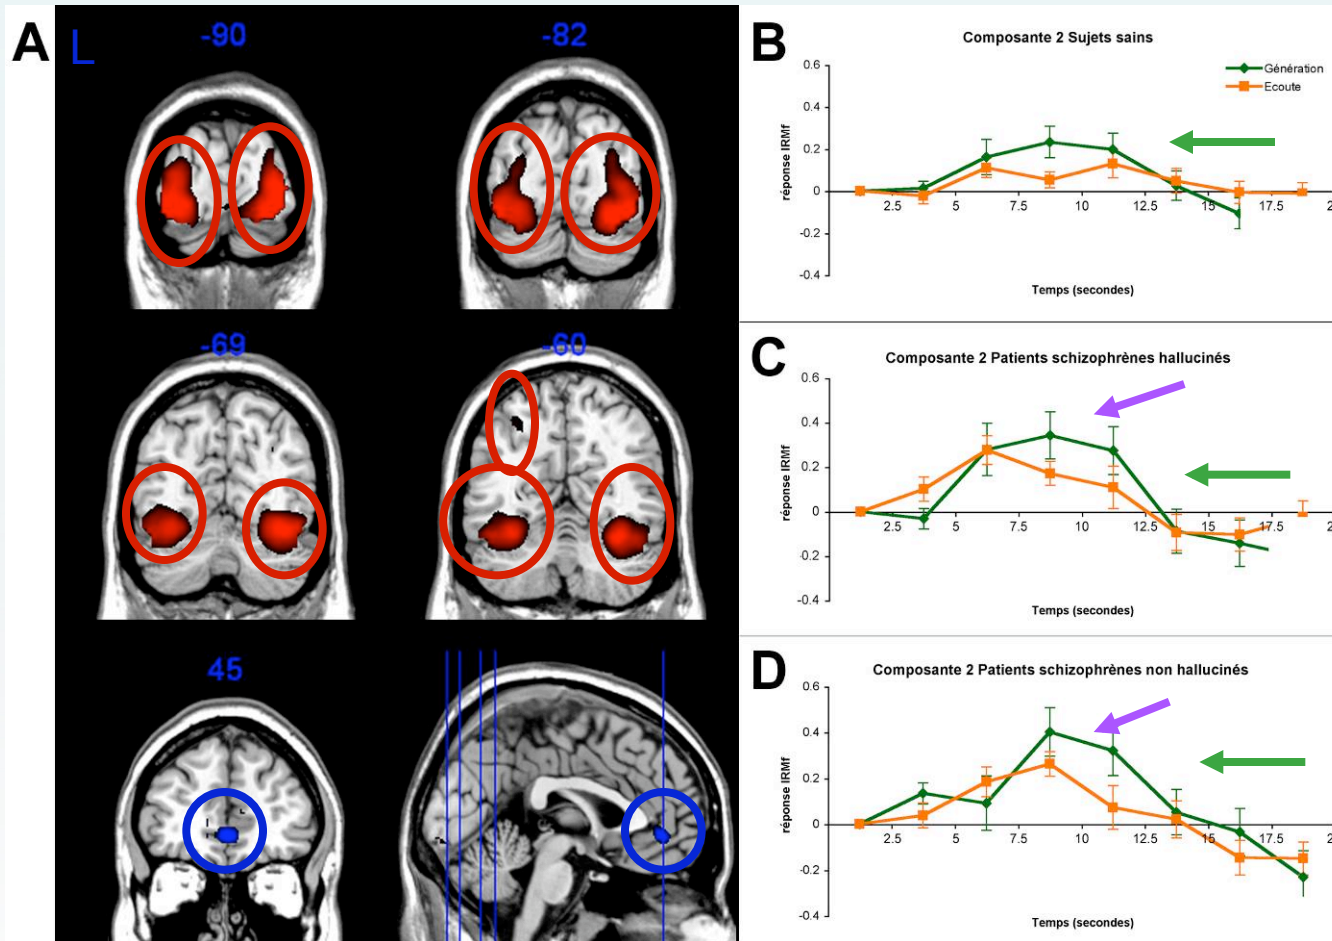 A
L
-90
-82
-69
-60
45
B
Composante 2 Sujets sains
0.6
0.4
0.2
0
-0.2
-0.4
réponse IRMf
2.5
5
7.5
10
12.5
15
17.5
2
Temps (secondes)
Génération
Ecoute
C
Composante 2 Patients schizophrènes hallucinés
0.6
0.4
0.2
0
-0.2
-0.4
réponse IRMf
2.5
5
7.5
10
12.5
15
17.5
2
Temps (secondes)
D
Composante 2 Patients schizophrènes non hallucinés
0.6
0.4
0.2
0
-0.2
-0.4
réponse IRMf
2.5
5
7.5
10
12.5
15
17.5
2
Temps (secondes)